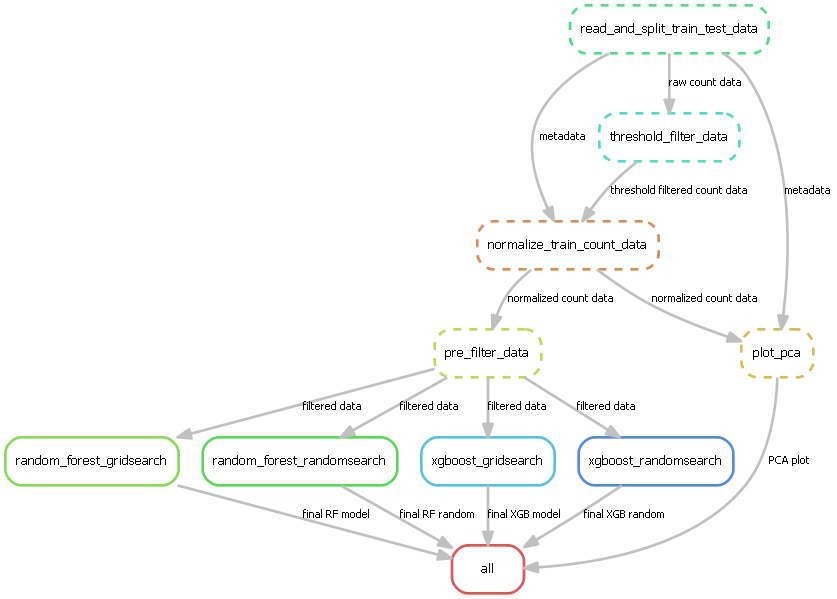 read_and_split_train_test_data
raw count data
metadata
threshold_filter_data
threshold filtered count data
metadata
normalize_train_count_data
normalized count data
normalized count data
pre_filter_data
plot_pca
filtered data
filtered data
filtered data
filtered data
random_forest_gridsearch
random_forest_randomsearch
xgboost_gridsearch
xgboost_randomsearch
PCA plot
final RF model
final RF random
final XGB model
final XGB random
all